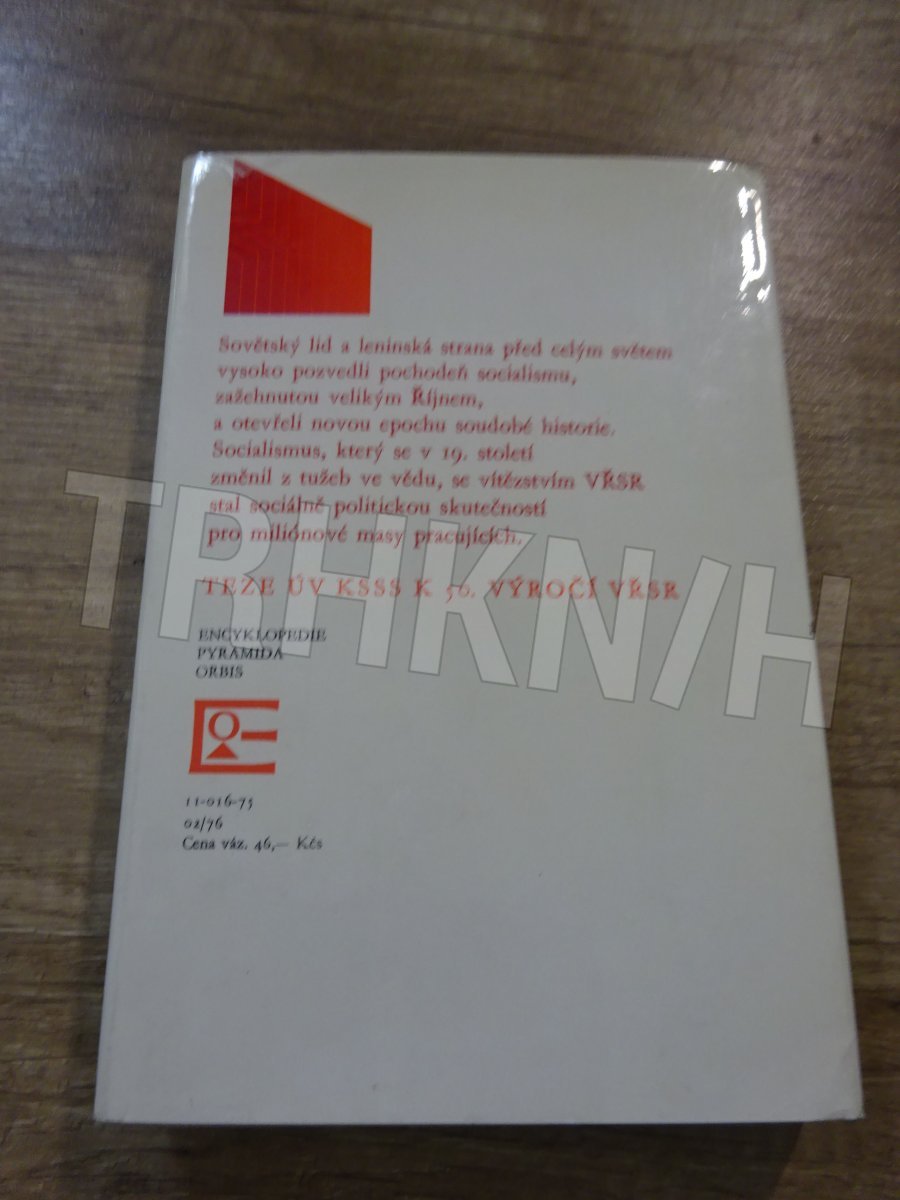 Sovětský lid a leninská strana před celým světem
vysoko pozvedli pochodeň socialismu,
zažehnutou velikým Říjnem,
a otevřeli novou epochu soudobé historie.
Socialismus, který se v 19. století
změnil z tužeb ve vědu, se vítězstvím VŘSR
stal sociálně politickou skutečností
pro miliónové masy pracujících.
TEZE ÚV KSSS K 50. VÝROČÍ VŘSR
TRHKNIH
ENCYKLOPEDIE
PYRAMIDA
ORBIS
11-016-75
02/76
Cena váz. 46,— Kčs